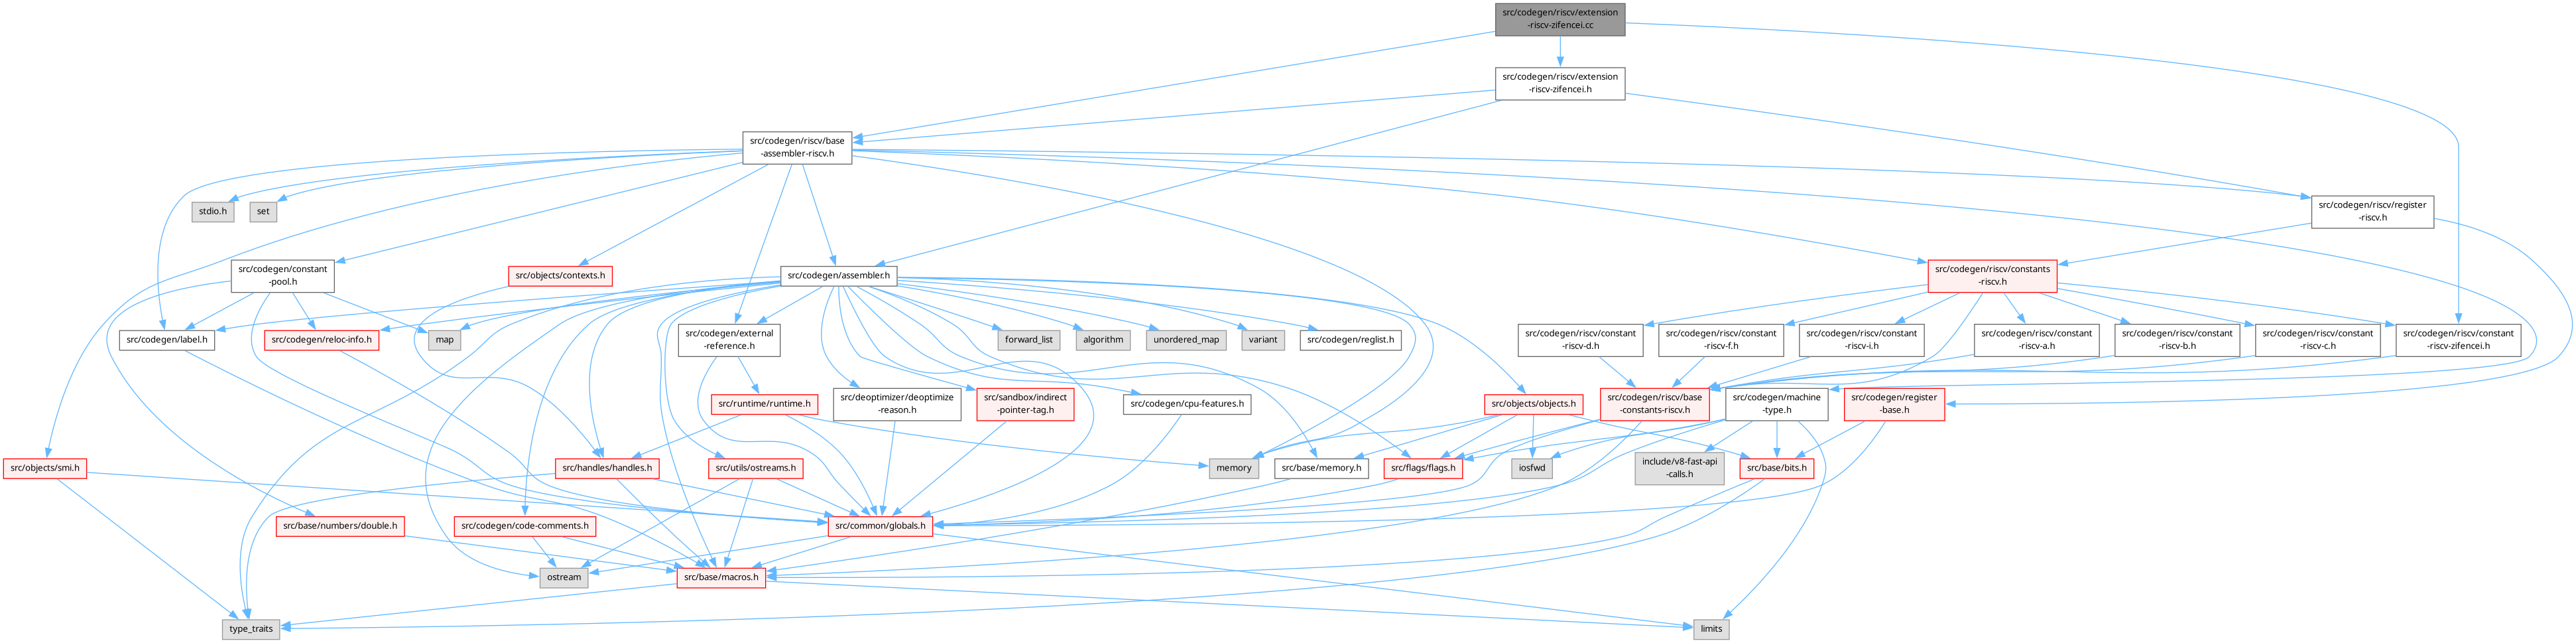 src/codegen/riscv/extension
-riscv-zifencei.cc
src/codegen/riscv/extension
-riscv-zifencei.h
src/codegen/riscv/base
-assembler-riscv.h
stdio.h
set
src/codegen/riscv/register
-riscv.h
src/codegen/constant
-pool.h
src/objects/contexts.h
src/codegen/assembler.h
src/codegen/riscv/constants
-riscv.h
src/codegen/label.h
src/codegen/reloc-info.h
map
src/codegen/external
-reference.h
forward_list
algorithm
unordered_map
variant
src/codegen/reglist.h
src/codegen/riscv/constant
-riscv-d.h
src/codegen/riscv/constant
-riscv-f.h
src/codegen/riscv/constant
-riscv-i.h
src/codegen/riscv/constant
-riscv-a.h
src/codegen/riscv/constant
-riscv-b.h
src/codegen/riscv/constant
-riscv-c.h
src/codegen/riscv/constant
-riscv-zifencei.h
src/runtime/runtime.h
src/deoptimizer/deoptimize
-reason.h
src/sandbox/indirect
-pointer-tag.h
src/codegen/cpu-features.h
src/objects/objects.h
src/codegen/riscv/base
-constants-riscv.h
src/codegen/machine
-type.h
src/codegen/register
-base.h
src/objects/smi.h
src/handles/handles.h
src/utils/ostreams.h
memory
src/base/memory.h
src/flags/flags.h
iosfwd
include/v8-fast-api
-calls.h
src/base/bits.h
src/base/numbers/double.h
src/codegen/code-comments.h
src/common/globals.h
ostream
src/base/macros.h
type_traits
limits